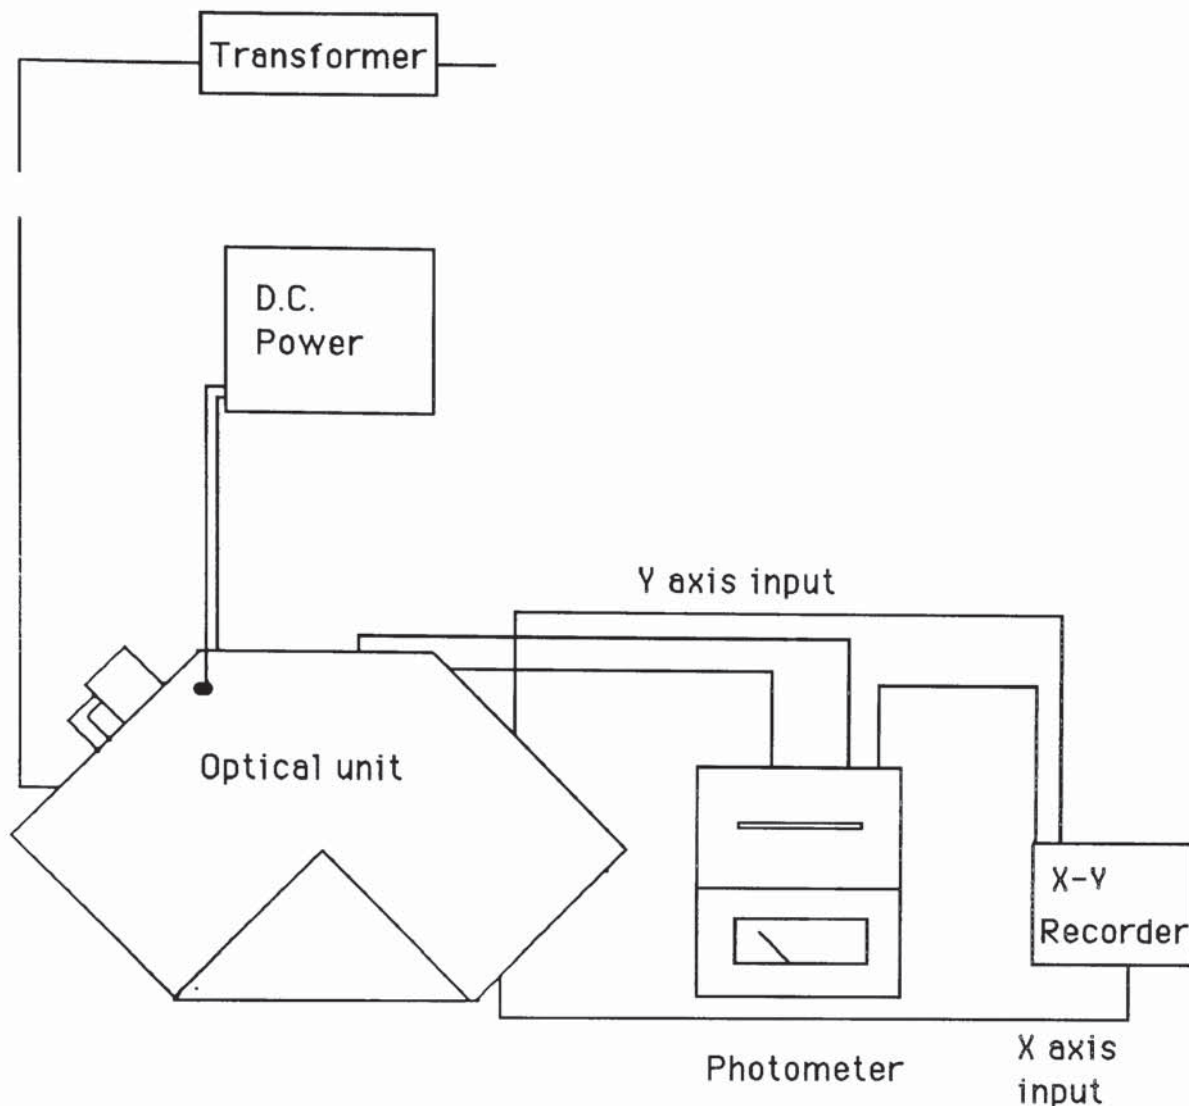 Transformer
D.C.
Power
Y axis input
Optical unit
X-Y
Recorder
Photometer
X axis
input